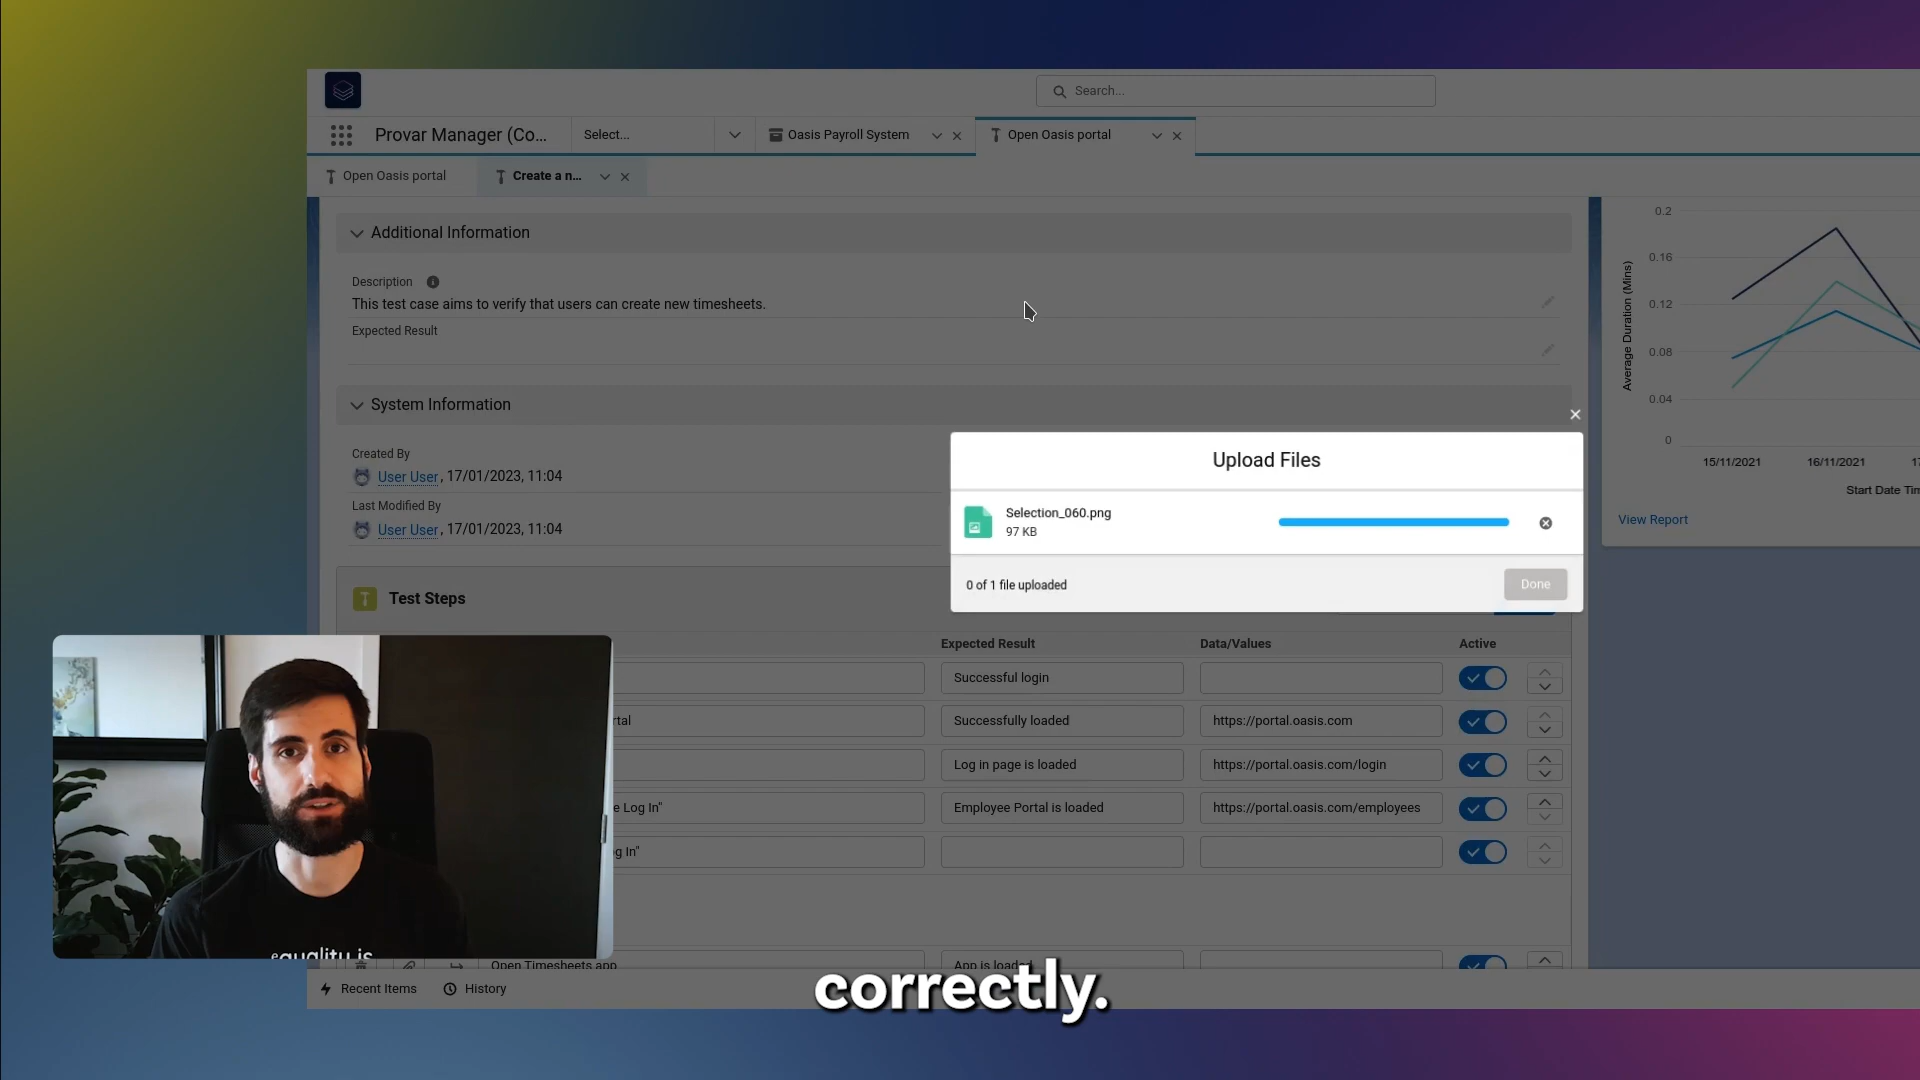 Search...
Provar Manager (Co...
Select...
Oasis Payroll System
Open Oasis portal
Open Oasis portal
Create a n...
Additional Information
Description
This test case aims to verify that users can create new timesheets.
Expected Result
System Information
Created By
User User, 17/01/2023, 11:04
Last Modified By
User User, 17/01/2023, 11:04
Test Steps
Upload Files
Selection_060.png
97 KB
0 of 1 file uploaded
Done
Expected Result Data/Values Active
Successful login
rtal Successfully loaded https://portal.oasis.com
Log in page is loaded https://portal.oasis.com/login
e Log In" Employee Portal is loaded https://portal.oasis.com/employees
g In"
Open Timesheets app App is loaded
Recent Items
History
Average Duration (Mins)
0.2
0.16
0.12
0.08
0.04
0
15/11/2021 16/11/2021 17
Start Date Tim
View Report
equality is
correctly.